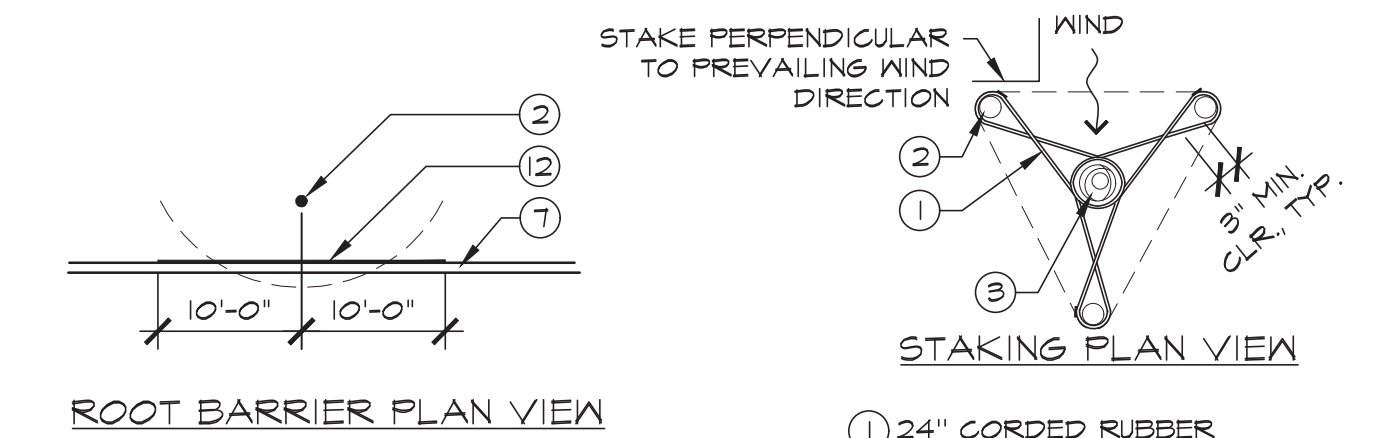 2
12
7
10'-0" 10'-0"
ROOT BARRIER PLAN VIEW
STAKE PERPENDICULAR
TO PREVAILING WIND
DIRECTION
WIND
2
1
3
3" MIN.
CLR., TYP.
STAKING PLAN VIEW
1 24" CORDED RUBBER